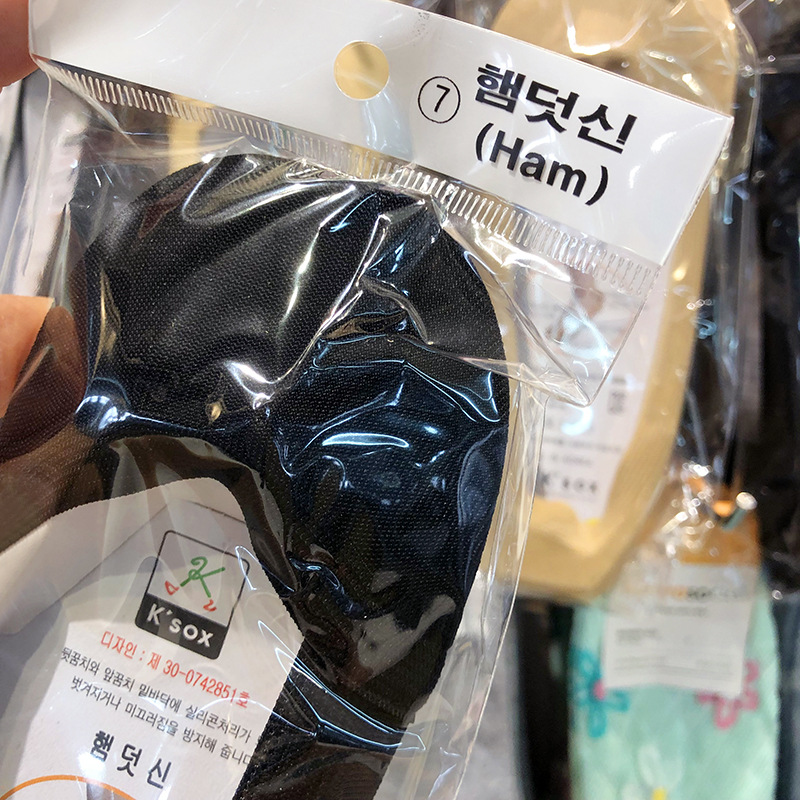 ⑦ 햄덧신
(Ham)
K'sox
디자인 : 제 30-0742851호
뒷꿈치와 앞꿈치 밑바닥에 실리콘처리가
벗겨지거나 미끄러짐을 방지해 줍니다
햄덧신
K'sox